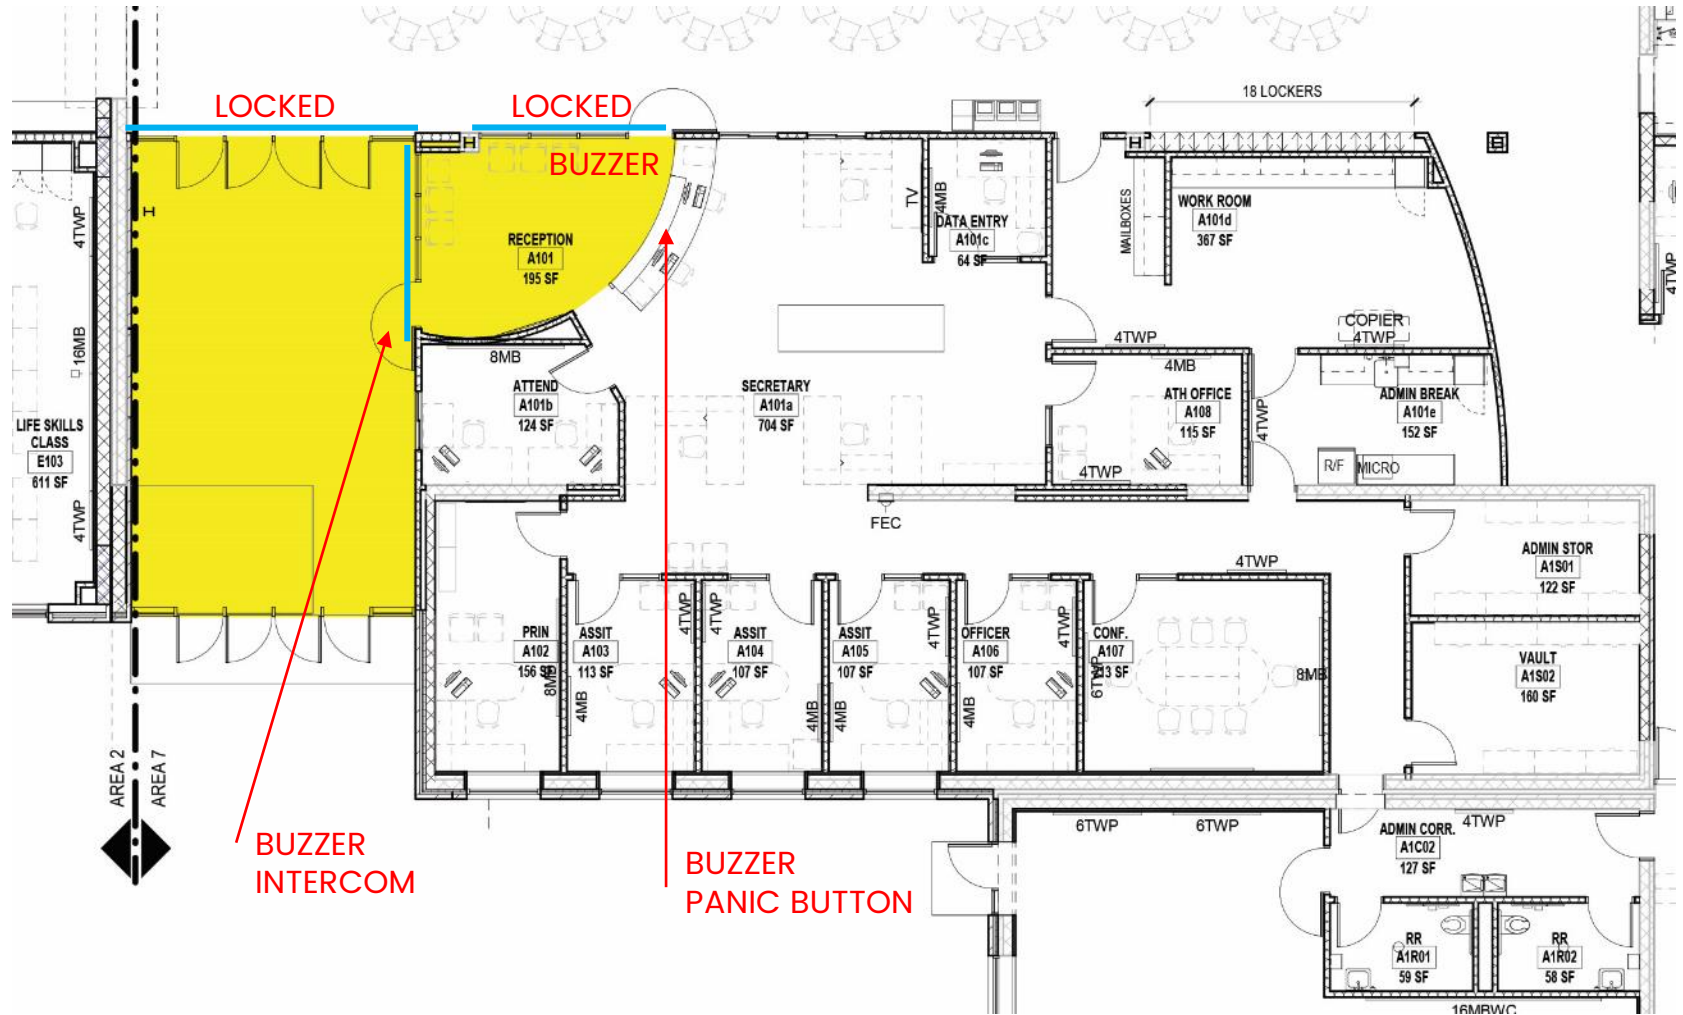 LOCKED
LOCKED
18 LOCKERS
H
H
H
BUZZER
4MB
TV
DATA ENTRY
A101c
64 SF
MAILBOXES
WORK ROOM
A101d
367 SF
4TWP
H
RECEPTION
A101
195 SF
4TWP
COPIER
4TWP
4TWP
16MB
8MB
4MB
ATTEND
A101b
124 SF
SECRETARY
A101a
704 SF
ATH OFFICE
A108
115 SF
4TWP
ADMIN BREAK
A101e
152 SF
LIFE SKILLS
CLASS
E103
611 SF
4TWP
4TWP
R/F
MICRO
FEC
4TWP
ADMIN STOR
A1S01
122 SF
PRIN
A102
156 SF
8MB
ASSIT
A103
113 SF
4TWP
4MB
4TWP
ASSIT
A104
107 SF
4MB
ASSIT
A105
107 SF
4TWP
4MB
OFFICER
A106
107 SF
4TWP
4MB
CONF.
A107
213 SF
6TWP
8MB
VAULT
A1S02
160 SF
AREA 2
AREA 7
BUZZER
INTERCOM
BUZZER
PANIC BUTTON
6TWP
6TWP
4TWP
ADMIN CORR.
A1C02
127 SF
RR
A1R01
59 SF
RR
A1R02
58 SF
16MBWC